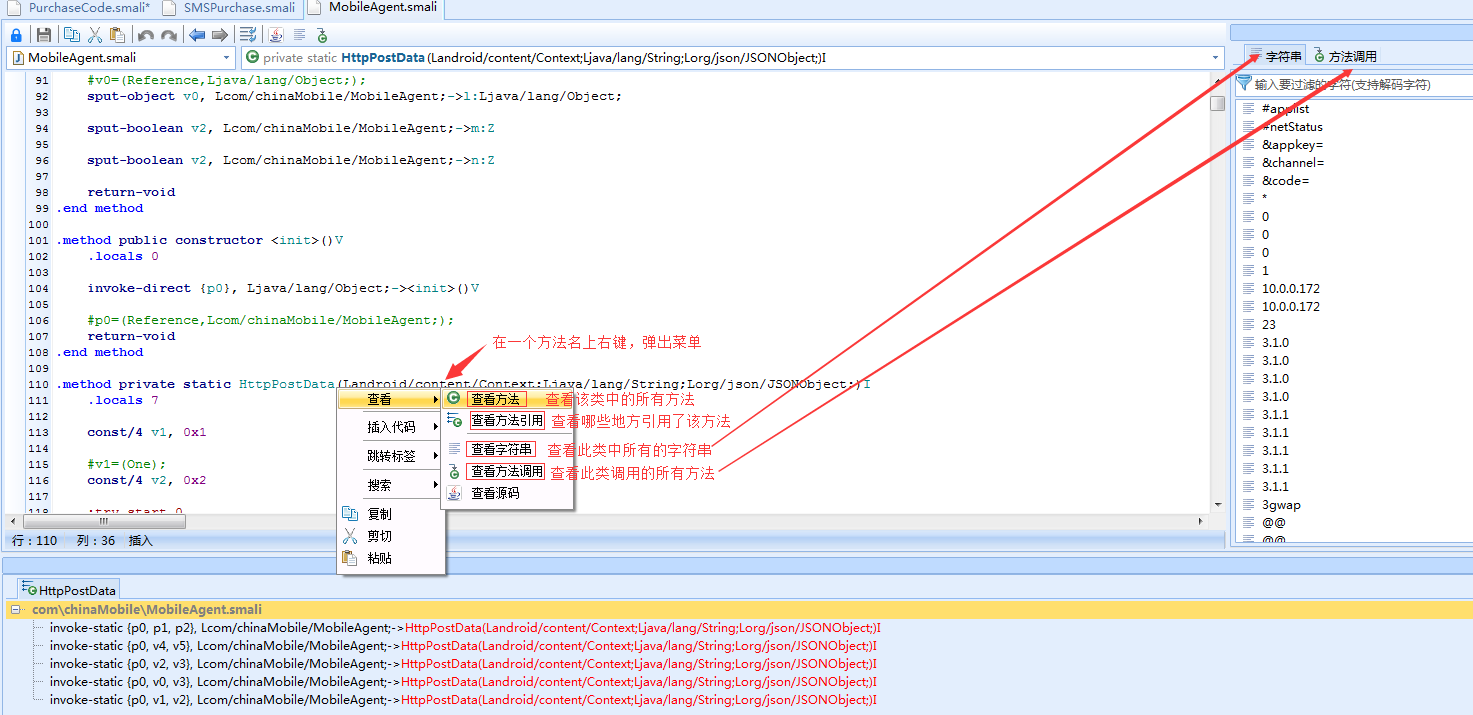 PurchaseCode.smali*
SMSPurchase.smali
MobileAgent.smali
MobileAgent.smali
private static HttpPostData(Landroid/content/Context;Ljava/lang/String;Lorg/json/JSONObject;)I
91 #v0=(Reference,Ljava/lang/Object;);
92 sput-object v0, Lcom/chinaMobile/MobileAgent;->l:Ljava/lang/Object;
93
94 sput-boolean v2, Lcom/chinaMobile/MobileAgent;->m:Z
95
96 sput-boolean v2, Lcom/chinaMobile/MobileAgent;->n:Z
97
98 return-void
99 .end method
100
101 .method public constructor <init>()V
102 .locals 0
103
104 invoke-direct {p0}, Ljava/lang/Object;-><init>()V
105
106 #p0=(Reference,Lcom/chinaMobile/MobileAgent;);
107 return-void
108 .end method
109
110 .method private static HttpPostData(Landroid/content/Context;Ljava/lang/String;Lorg/json/JSONObject;)I
111 .locals 7
112
113 const/4 v1, 0x1
114
115 #v1=(One);
116 const/4 v2, 0x2
117
118 :try_start_0
在一个方法名上右键，弹出菜单
查看
插入代码
跳转标签
搜索
复制
剪切
粘贴
查看方法 查看该类中的所有方法
查看方法引用 查看哪些地方引用了该方法
查看字符串 查看此类中所有的字符串
查看方法调用 查看此类调用的所有方法
查看源码
行：110 列：36 插入
字符串
方法调用
输入要过滤的字符(支持解码字符)
#applist
#netStatus
&appkey=
&channel=
&code=
*
0
0
0
1
10.0.0.172
10.0.0.172
23
3.1.0
3.1.0
3.1.0
3.1.0
3.1.1
3.1.1
3.1.1
3.1.1
3.1.1
3gwap
@@
@@
HttpPostData
com\chinaMobile\MobileAgent.smali
invoke-static {p0, p1, p2}, Lcom/chinaMobile/MobileAgent;->HttpPostData(Landroid/content/Context;Ljava/lang/String;Lorg/json/JSONObject;)I
invoke-static {p0, v4, v5}, Lcom/chinaMobile/MobileAgent;->HttpPostData(Landroid/content/Context;Ljava/lang/String;Lorg/json/JSONObject;)I
invoke-static {p0, v2, v3}, Lcom/chinaMobile/MobileAgent;->HttpPostData(Landroid/content/Context;Ljava/lang/String;Lorg/json/JSONObject;)I
invoke-static {p0, v0, v3}, Lcom/chinaMobile/MobileAgent;->HttpPostData(Landroid/content/Context;Ljava/lang/String;Lorg/json/JSONObject;)I
invoke-static {p0, v1, v2}, Lcom/chinaMobile/MobileAgent;->HttpPostData(Landroid/content/Context;Ljava/lang/String;Lorg/json/JSONObject;)I